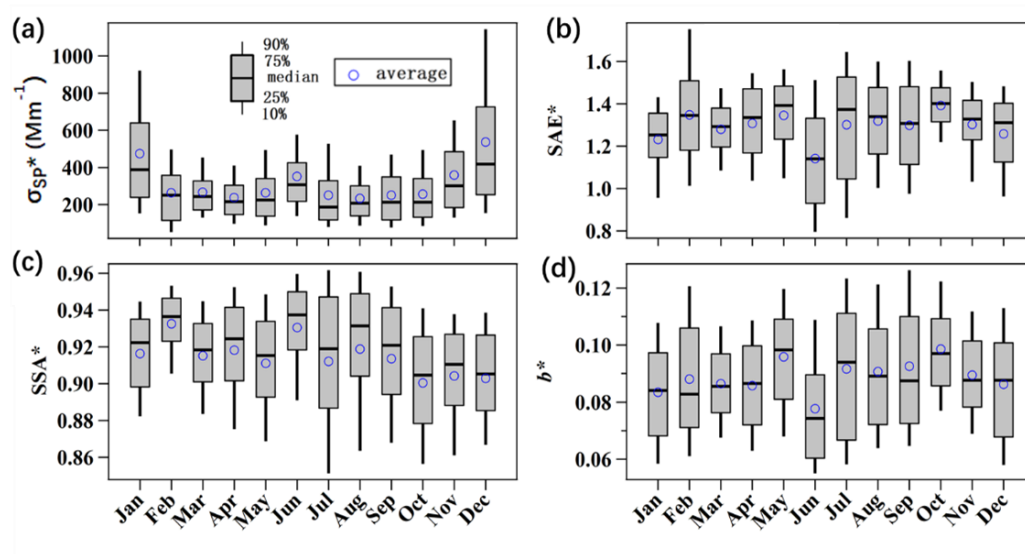 (a)
σSP* (Mm-1)
1000
800
600
400
200
90%
75%
median
25%
10%
average
(b)
SAE*
1.6
1.4
1.2
1.0
0.8
(c)
SSA*
0.96
0.94
0.92
0.90
0.88
0.86
Jan Feb Mar Apr May Jun Jul Aug Sep Oct Nov Dec
(d)
b*
0.12
0.10
0.08
0.06
Jan Feb Mar Apr May Jun Jul Aug Sep Oct Nov Dec